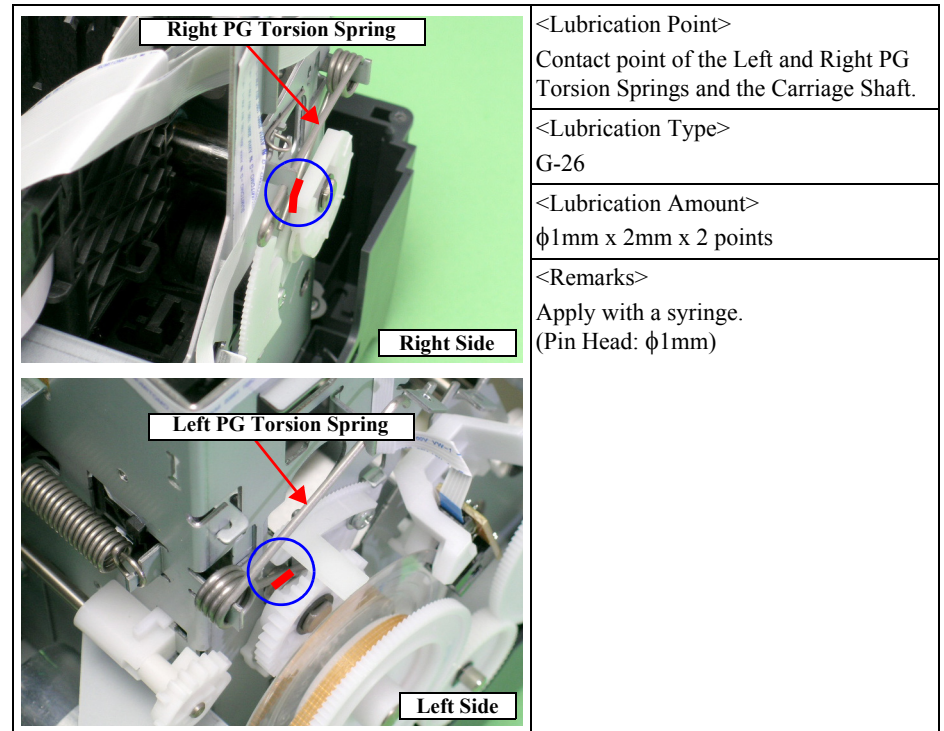 Right PG Torsion Spring
Right Side
Left PG Torsion Spring
Left Side
<Lubrication Point>
Contact point of the Left and Right PG
Torsion Springs and the Carriage Shaft.
<Lubrication Type>
G-26
<Lubrication Amount>
ϕ1mm x 2mm x 2 points
<Remarks>
Apply with a syringe.
(Pin Head: ϕ1mm)